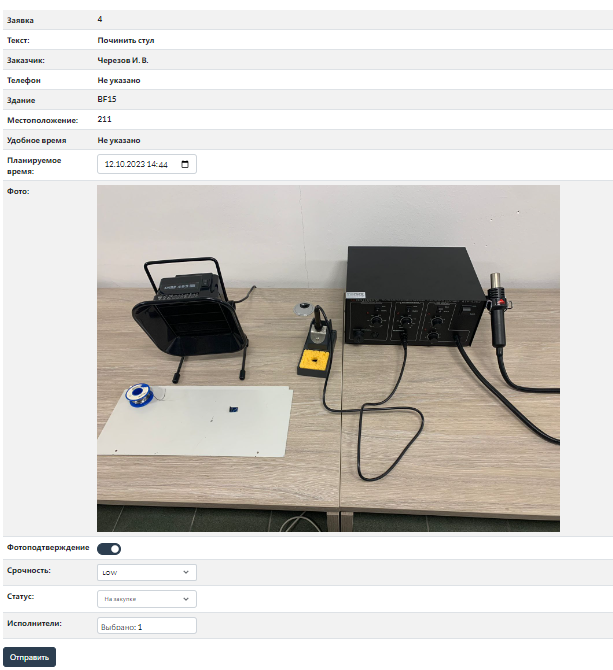 Заявка 4
Текст: Починить стул
Заказчик: Черезов И. В.
Телефон Не указано
Здание BF15
Местоположение: 211
Удобное время Не указано
Планируемое время: 12.10.2023 14:44
Фото:
Фотоподтверждение
Срочность: LOW
Статус: На закупке
Исполнители: Выбрано: 1
Отправить